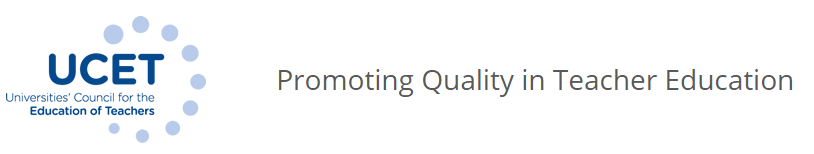 UCET
Universities' Council for the
Education of Teachers
Promoting Quality in Teacher Education